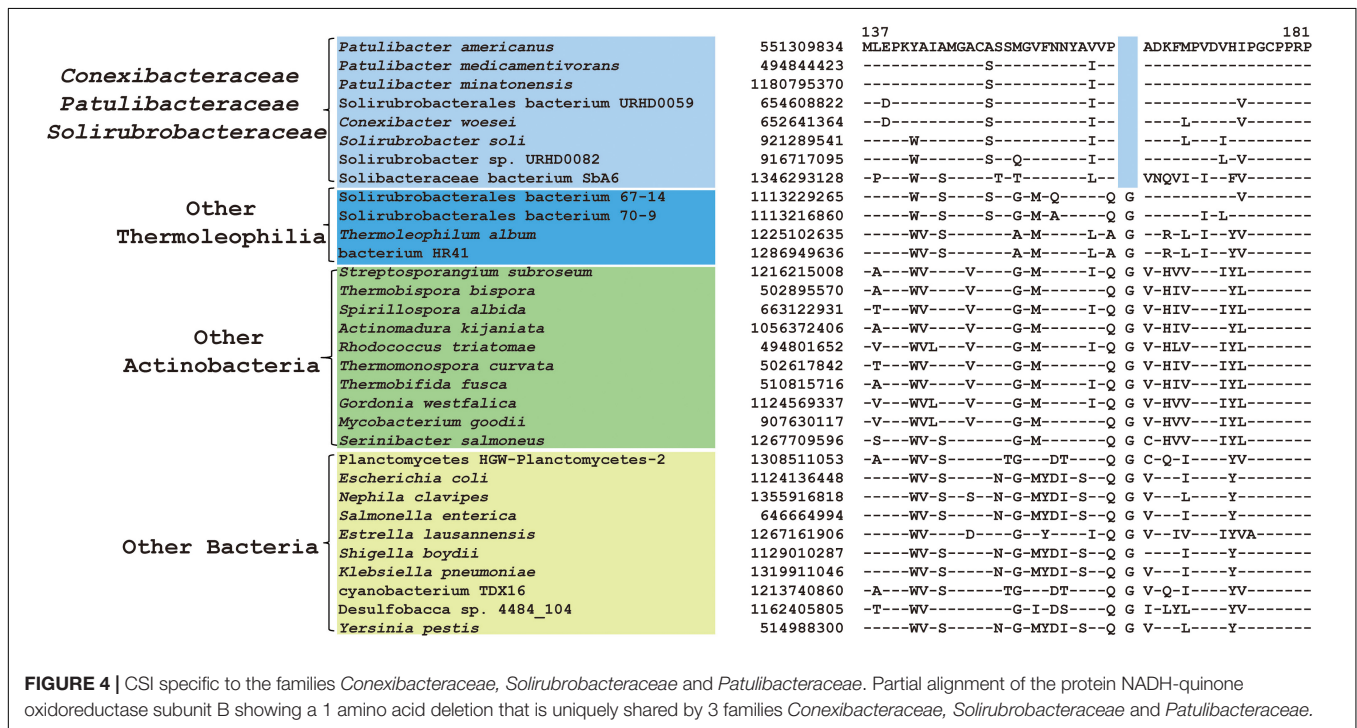 137 181
Patulibacter americanus 551309834 MLEPKYAIAMGACASSMGVFNNYAVVP ADKFMPVDVHIPGCPPRP
Patulibacter medicamentivorans 494844423 -------------S----------I-- ------------------
Patulibacter minatonensis 1180795370 -------------S----------I-- ------------------
Solirubrobacterales bacterium URHD0059 654608822 --D----------S----------I-- ----------V-------
Conexibacter woesei 652641364 --D----------S----------I-- ----L-----V-------
Solirubrobacter soli 921289541 -----W-------S----------I-- ----L---I---------
Solirubrobacter sp. URHD0082 916717095 -----W-------S--Q-------I-- --------L-V-------
Solibacteraceae bacterium SbA6 1346293128 -P---W--S-----T-T-------L-- VNQVI-I--FV-------
Conexibacteraceae
Patulibacteraceae
Solirubrobacteraceae
Solirubrobacterales bacterium 67-14 1113229265 -----W--S----S--G-M-Q-----Q G ----------V-------
Solirubrobacterales bacterium 70-9 1113216860 -----W--S----S--G-M-A-----Q G ------V-L---------
Thermoleophilum album 1225102635 -----WV-S-------A-M-----L-A G --R-L-I--YV-------
bacterium HR41 1286949636 -----WV-S-------A-M-----L-A G --R-L-I--YV-------
Other
Thermoleophilia
Streptosporangium subroseum 1216215008 -A---WV----V----G-M-------Q G V-HVV---IYL-------
Thermobispora bispora 502895570 -A---WV----V----G-M-------Q G V-HIV---IYL-------
Spirillospora albida 663122931 -T---WV----V----G-M-----I-Q G V-HIV---IYL-------
Actinomadura kijaniata 1056372406 -A---WV----V----G-M-------Q G V-HIV---IYL-------
Rhodococcus triatomae 494801652 -V---WVL---V----G-M-----I-Q G V-HLV---IYL-------
Thermomonospora curvata 502617842 -T---WV----V----G-M-------Q G V-HIV---IYL-------
Thermobifida fusca 510815716 -A---WV----V----G-M-----I-Q G V-HIV---IYL-------
Gordonia westfalica 1124569337 -V---WVL---V----G-M-----I-Q G V-HVV---IYL-------
Mycobacterium goodii 907630117 -V---WVL---V----G-M-------Q G V-HVV---IYL-------
Serinibacter salmoneus 1267709596 -S---WV-S-------G-M-------Q G C-HVV---IYL-------
Other
Actinobacteria
Planctomycetes HGW-Planctomycetes-2 1308511053 -A---WV-S------TG---DT----Q G C-Q-I----YV-------
Escherichia coli 1124136448 -----WV-S-----N-G-MYDI-S--Q G V---I----Y--------
Nephila clavipes 1355916818 -----WV-S--S--N-G-MYDI-S--Q G V---L----Y--------
Salmonella enterica 646664994 -----WV-S-----N-G-MYDI-S--Q G V---I----Y--------
Estrella lausannensis 1267161906 -----WV----D----G--Y----I-Q G V--IV---IYVA------
Shigella boydii 1129010287 -----WV-S-----N-G-MYDI-S--Q G V---I----Y--------
Klebsiella pneumoniae 1319911046 -----WV-S-----N-G-MYDI-S--Q G V---I----Y--------
cyanobacterium TDX16 1213740860 -A---WV-S------TG---DT----Q G V-Q-I----YV-------
Desulfobacca sp. 4484_104 1162405805 -T---WV---------G-I-DS----Q G I-LYL----YV-------
Yersinia pestis 514988300 -----WV-S-----N-G-MYDI-S--Q G V---L----Y--------
Other Bacteria
FIGURE 4 | CSI specific to the families Conexibacteraceae, Solirubrobacteraceae and Patulibacteraceae. Partial alignment of the protein NADH-quinone
oxidoreductase subunit B showing a 1 amino acid deletion that is uniquely shared by 3 families Conexibacteraceae, Solirubrobacteraceae and Patulibacteraceae.